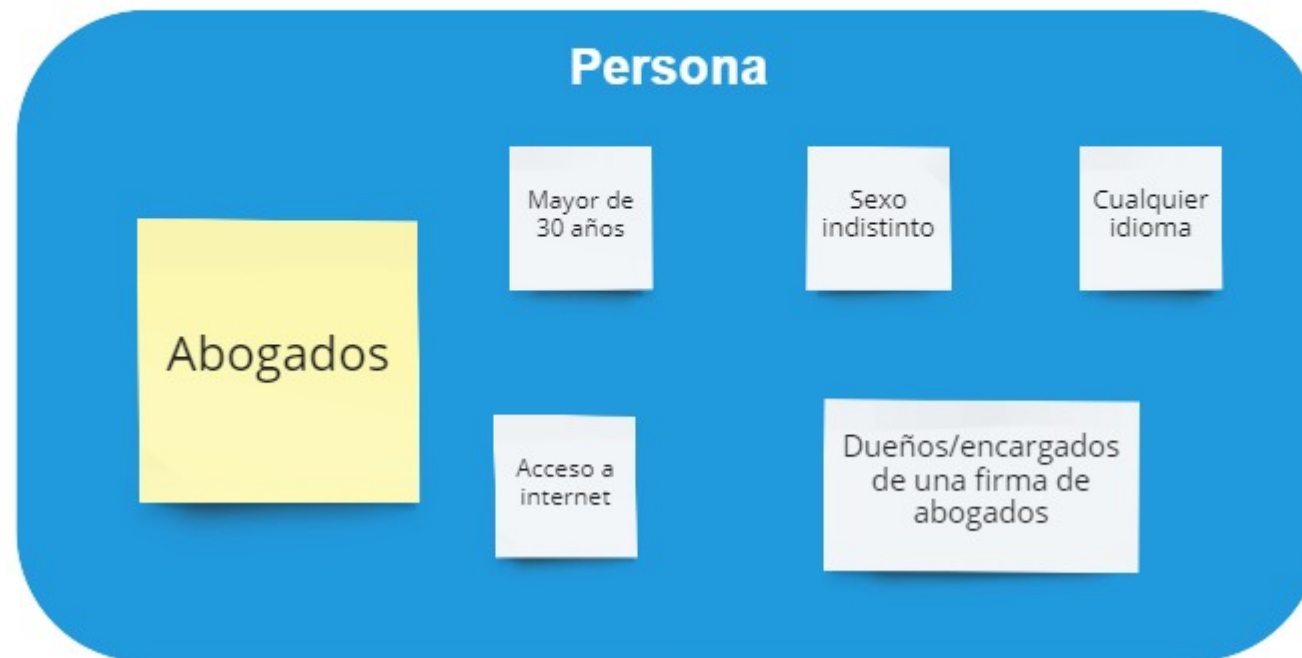 Persona
Mayor de
30 años
Sexo
indistinto
Cualquier
idioma
Abogados
Acceso a
internet
Dueños/encargados
de una firma de
abogados